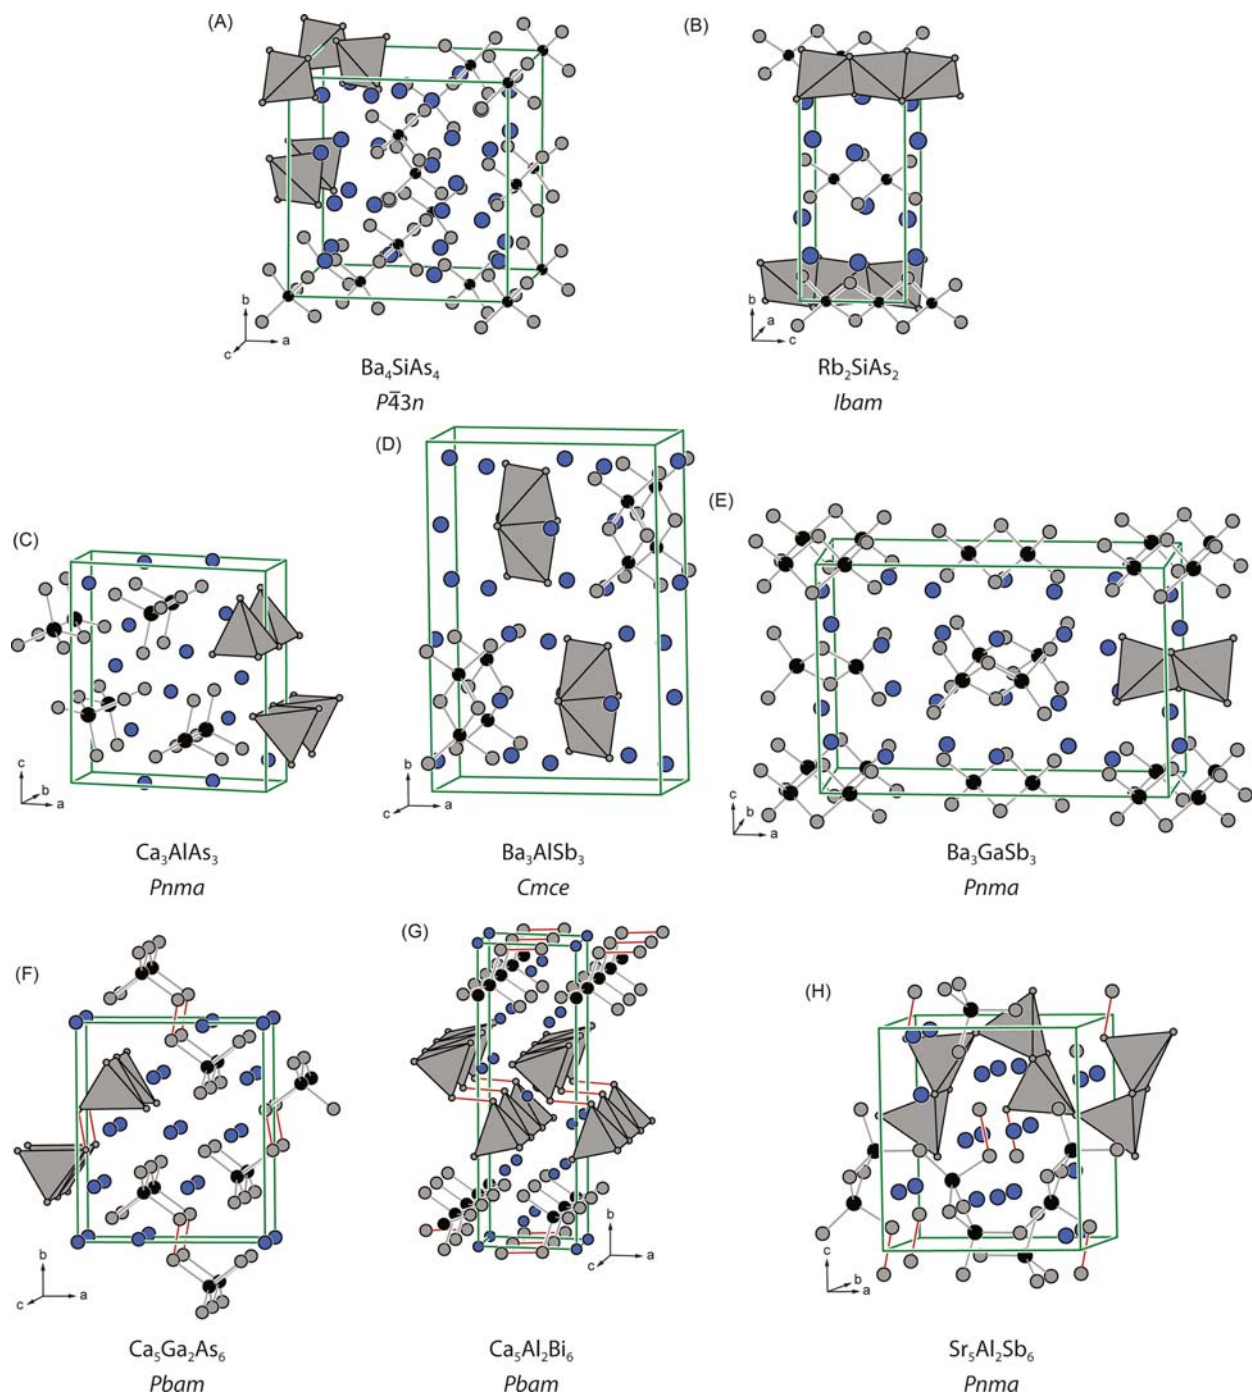 (A)
(B)
b
c
a
b
a
c
Ba₄SiAs₄
P4̅3n
Rb₂SiAs₂
Ibam
(D)
(E)
(C)
c
b
a
b
c
a
c
b
a
Ca₃AlAs₃
Pnma
Ba₃AlSb₃
Cmce
Ba₃GaSb₃
Pnma
(F)
(G)
(H)
b
c
a
b
c
a
c
b
a
Ca₅Ga₂As₆
Pbam
Ca₅Al₂Bi₆
Pbam
Sr₅Al₂Sb₆
Pnma